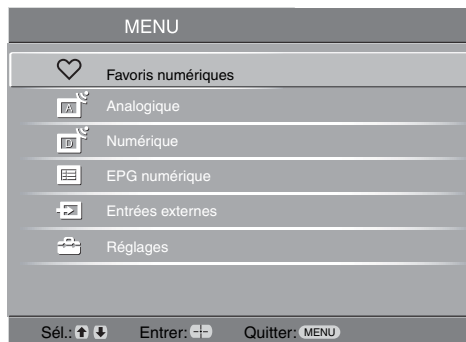 MENU
Favoris numériques
A Analogique
D Numérique
EPG numérique
Entrées externes
Réglages
Sél.: Entrer: Quitter: MENU